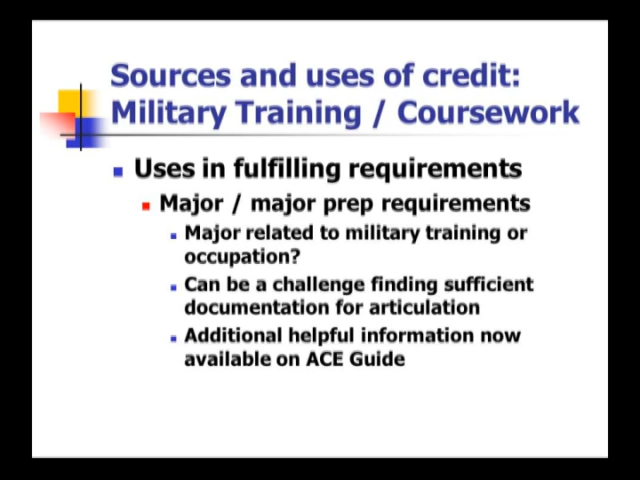 Sources and uses of credit:
Military Training / Coursework
Uses in fulfilling requirements
Major / major prep requirements
Major related to military training or
occupation?
Can be a challenge finding sufficient
documentation for articulation
Additional helpful information now
available on ACE Guide